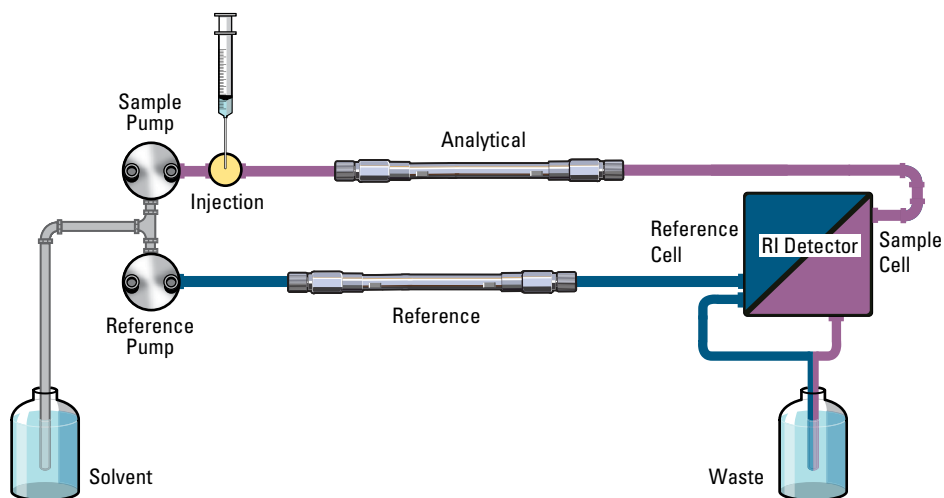 Sample
Pump
Analytical
Injection
Reference
Cell
RI Detector
Sample
Cell
Reference
Pump
Reference
Solvent
Waste